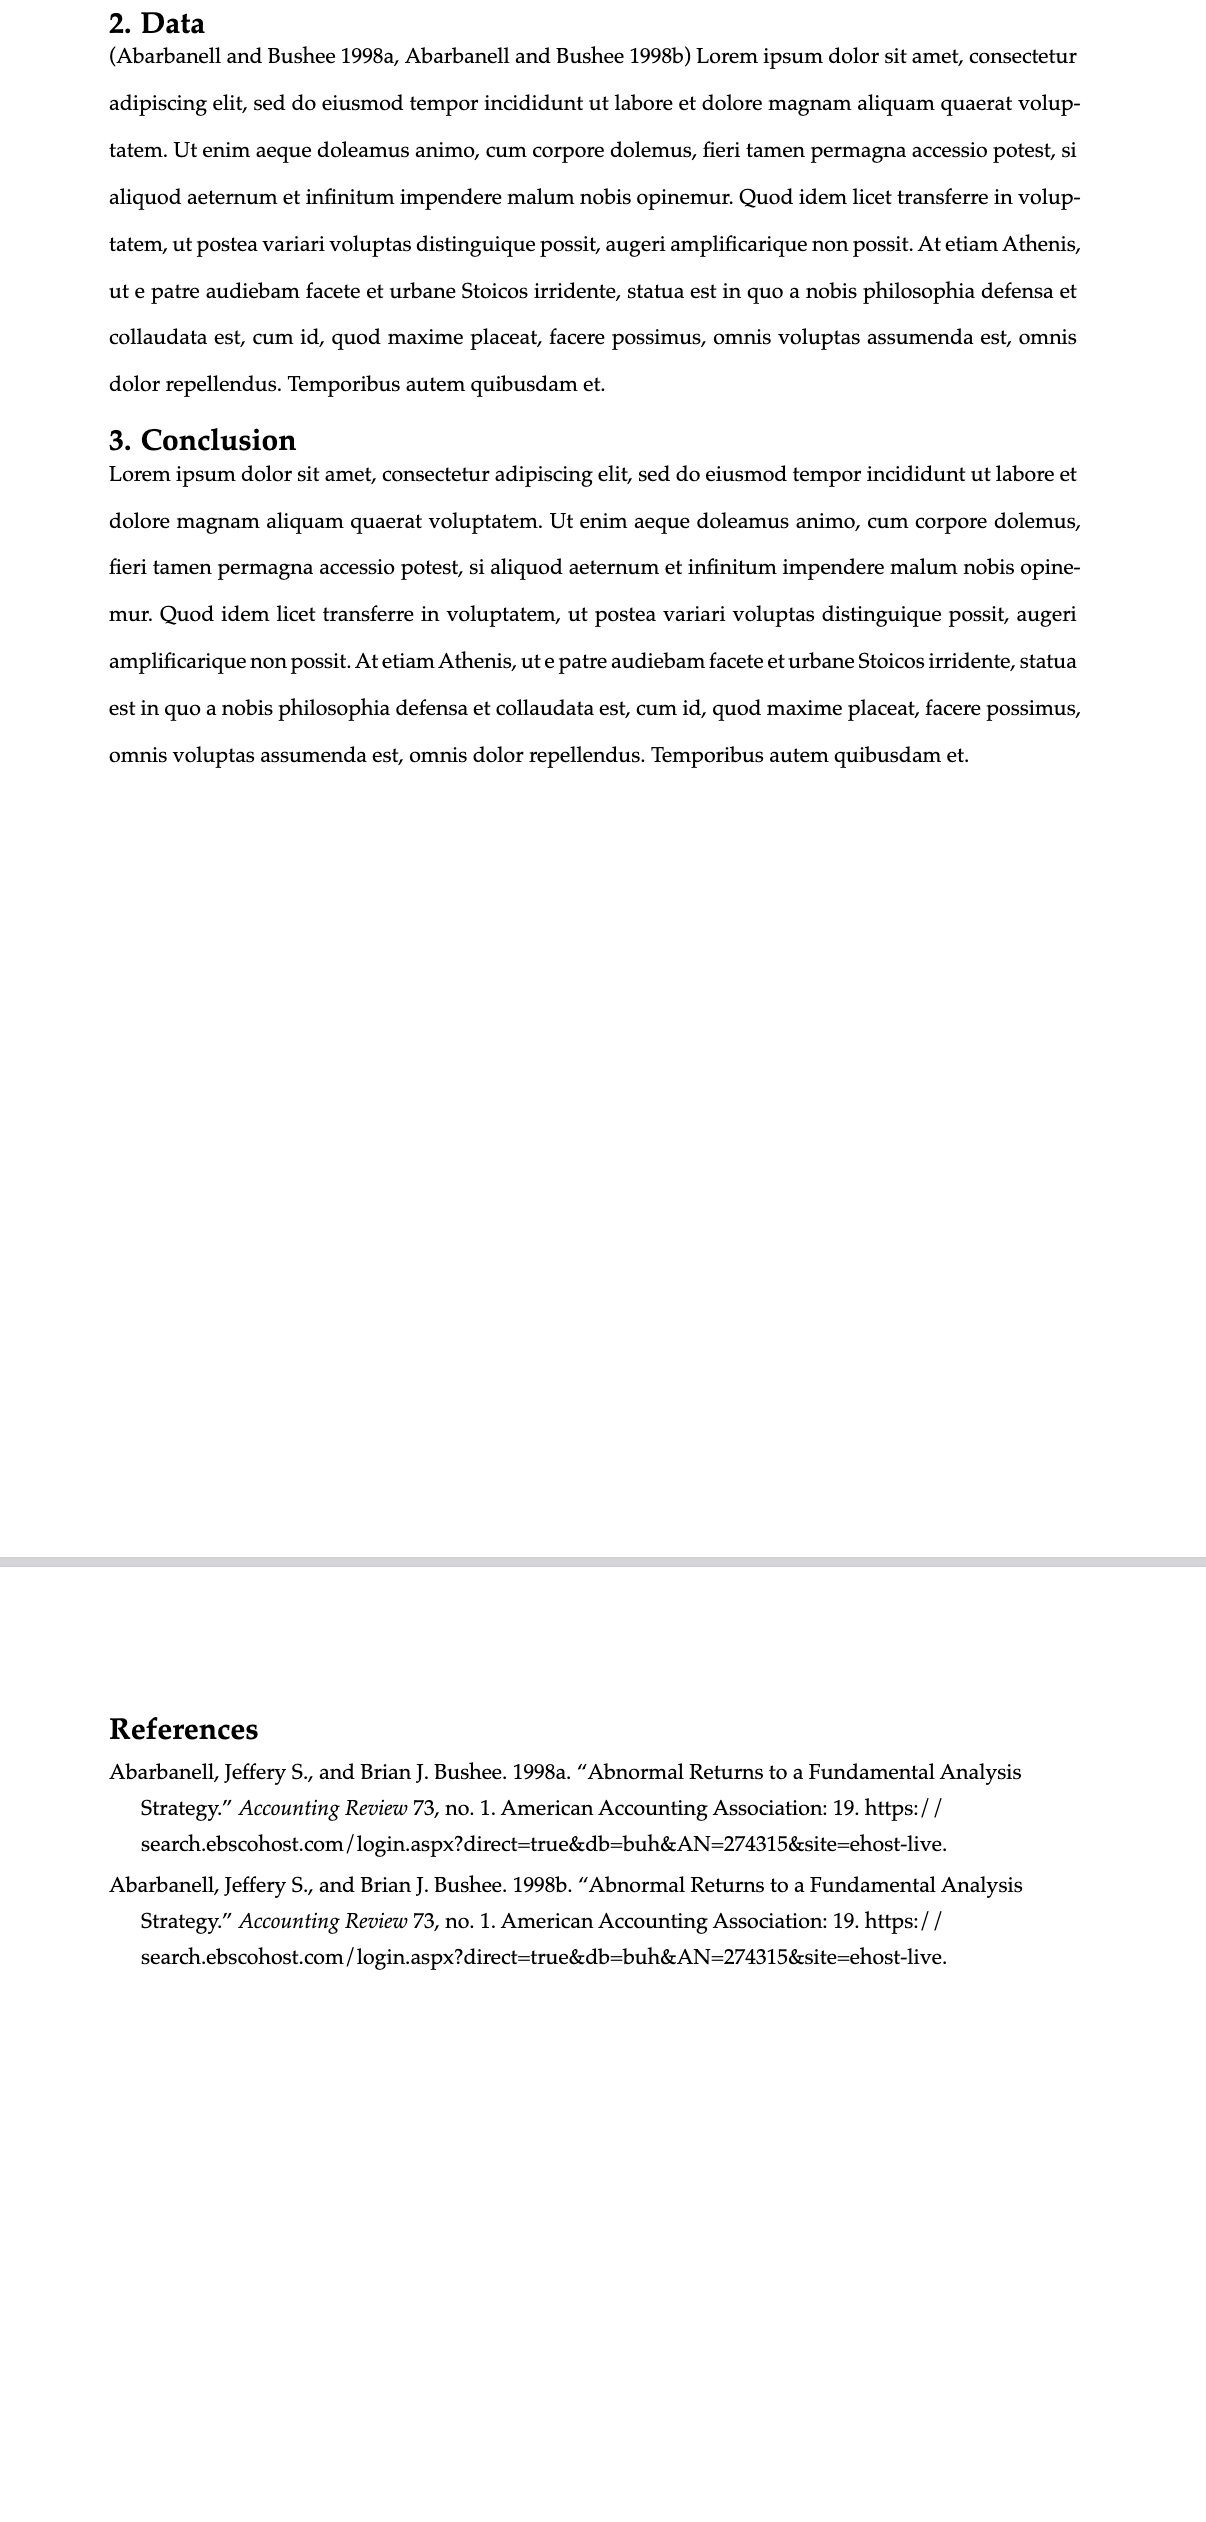 2. Data
(Abarbanell and Bushee 1998a, Abarbanell and Bushee 1998b) Lorem ipsum dolor sit amet, consectetur
adipiscing elit, sed do eiusmod tempor incididunt ut labore et dolore magnam aliquam quaerat volup-
tatem. Ut enim aeque doleamus animo, cum corpore dolemus, fieri tamen permagna accessio potest, si
aliquod aeternum et infinitum impendere malum nobis opinemur. Quod idem licet transferre in volup-
tatem, ut postea variari voluptas distinguique possit, augeri amplificarique non possit. At etiam Athenis,
ut e patre audiebam facete et urbane Stoicos irridente, statua est in quo a nobis philosophia defensa et
collaudata est, cum id, quod maxime placeat, facere possimus, omnis voluptas assumenda est, omnis
dolor repellendus. Temporibus autem quibusdam et.
3. Conclusion
Lorem ipsum dolor sit amet, consectetur adipiscing elit, sed do eiusmod tempor incididunt ut labore et
dolore magnam aliquam quaerat voluptatem. Ut enim aeque doleamus animo, cum corpore dolemus,
fieri tamen permagna accessio potest, si aliquod aeternum et infinitum impendere malum nobis opine-
mur. Quod idem licet transferre in voluptatem, ut postea variari voluptas distinguique possit, augeri
amplificarique non possit. At etiam Athenis, ut e patre audiebam facete et urbane Stoicos irridente, statua
est in quo a nobis philosophia defensa et collaudata est, cum id, quod maxime placeat, facere possimus,
omnis voluptas assumenda est, omnis dolor repellendus. Temporibus autem quibusdam et.
References
Abarbanell, Jeffery S., and Brian J. Bushee. 1998a. “Abnormal Returns to a Fundamental Analysis
Strategy.” Accounting Review 73, no. 1. American Accounting Association: 19. https://
search.ebscohost.com/login.aspx?direct=true&db=buh&AN=274315&site=ehost-live.
Abarbanell, Jeffery S., and Brian J. Bushee. 1998b. “Abnormal Returns to a Fundamental Analysis
Strategy.” Accounting Review 73, no. 1. American Accounting Association: 19. https://
search.ebscohost.com/login.aspx?direct=true&db=buh&AN=274315&site=ehost-live.